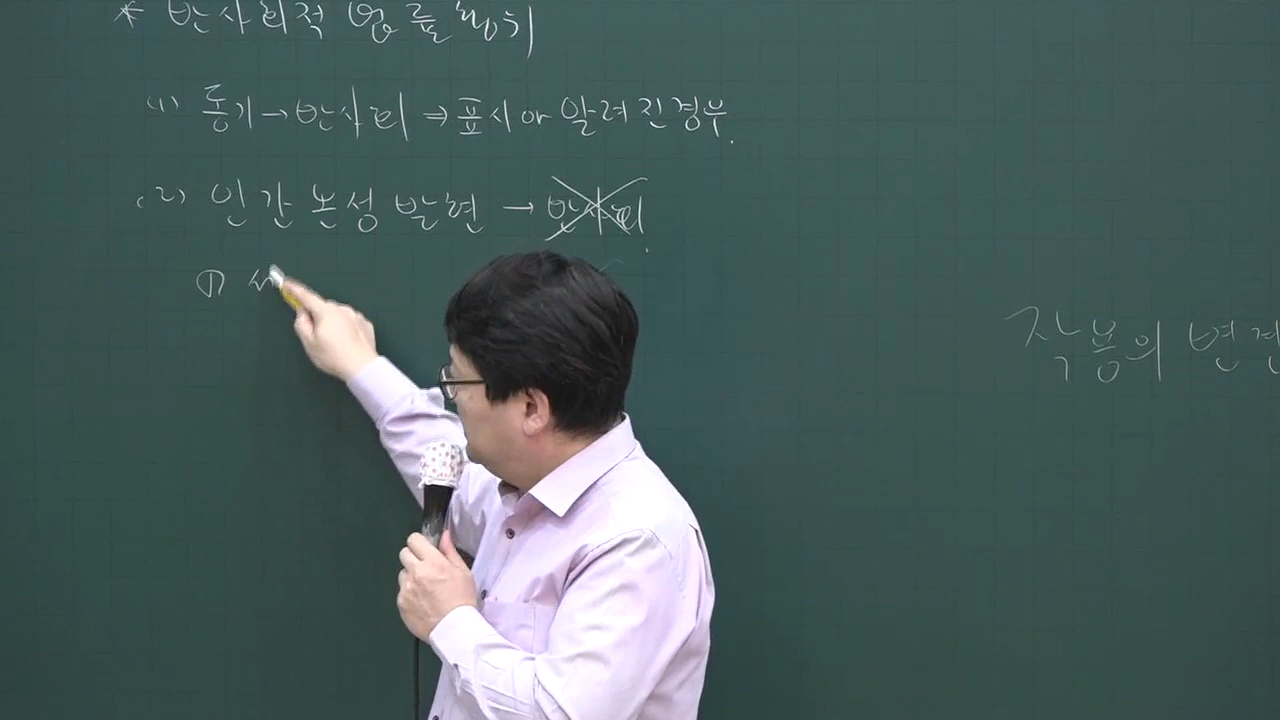 * 반사회적 법률행위
(1) 동기→반사회 ⇒ 표시 or 알려진 경우.
(2) 인간 본성 발현 → 반사회
①
작용의 변건